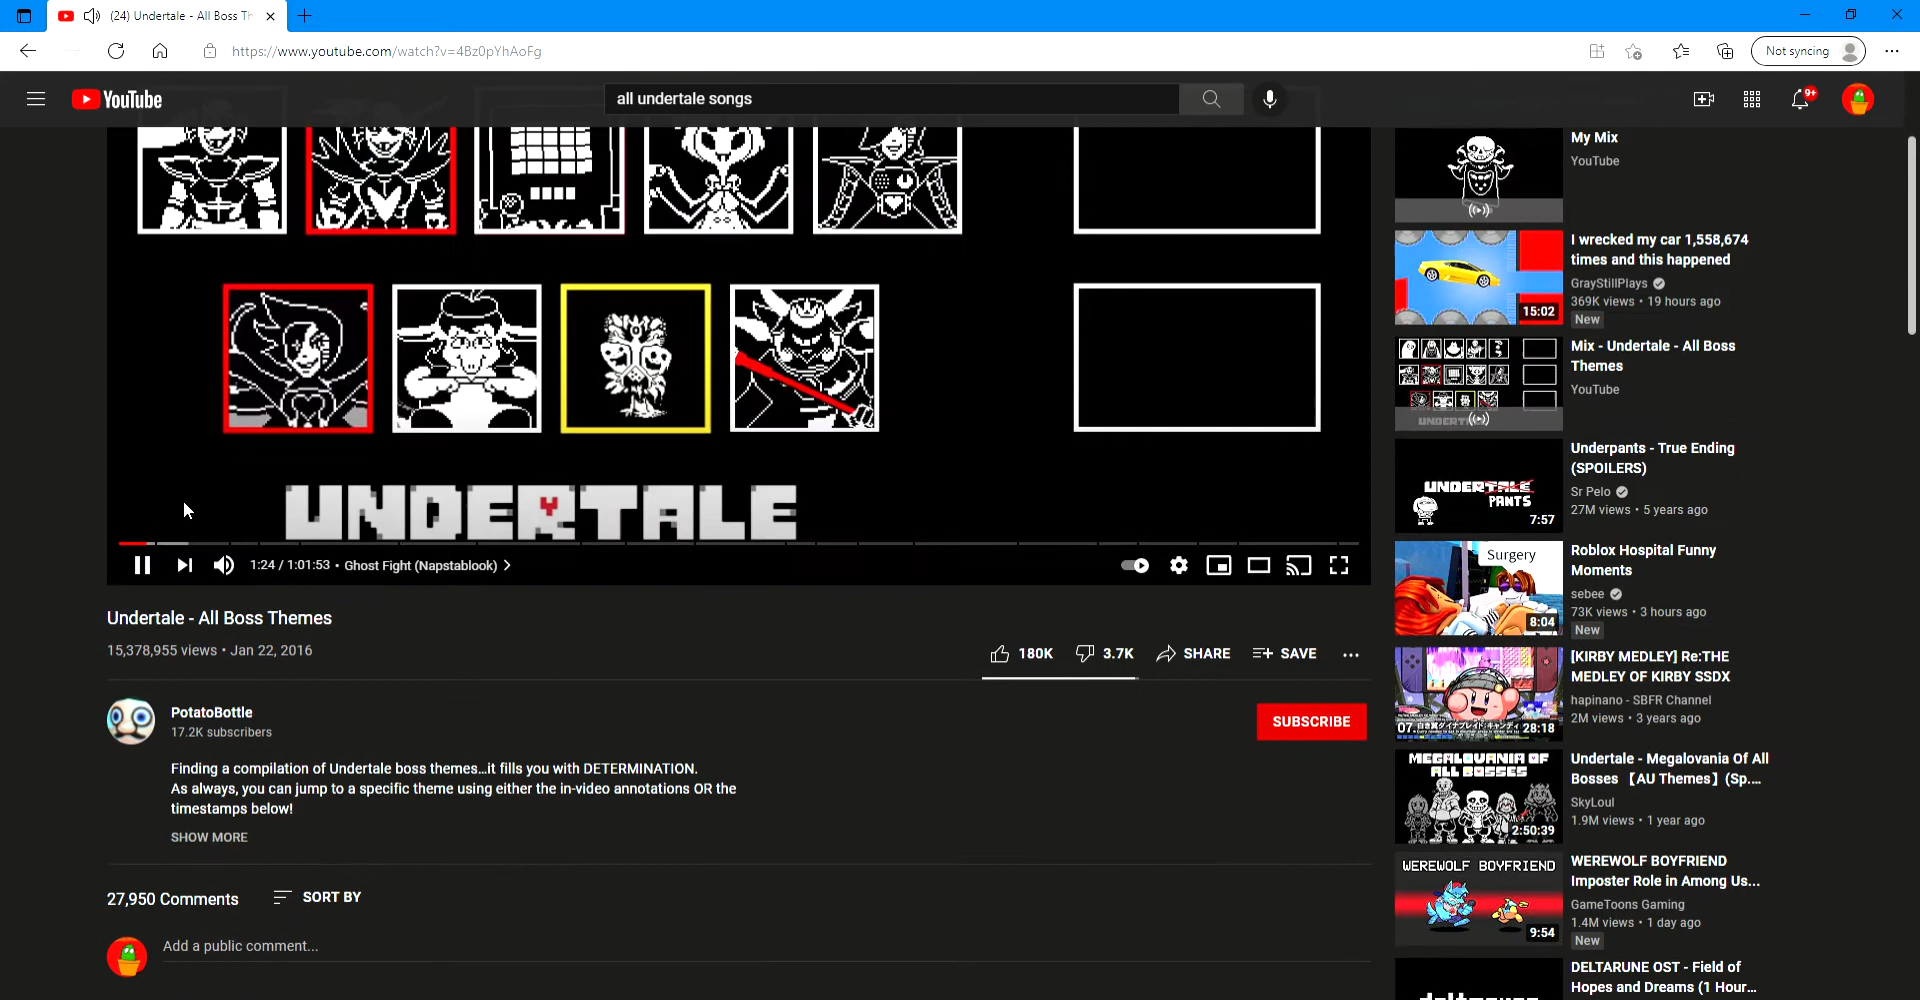 (24) Undertale - All Boss Th
https://www.youtube.com/watch?v=4Bz0pYhAoFg
Not syncing
YouTube
all undertale songs
9+
UNDERTALE
1:24 / 1:01:53 • Ghost Fight (Napstablook)
Undertale - All Boss Themes
15,378,955 views • Jan 22, 2016
180K
3.7K
SHARE
SAVE
PotatoBottle
17.2K subscribers
SUBSCRIBE
Finding a compilation of Undertale boss themes...it fills you with DETERMINATION.
As always, you can jump to a specific theme using either the in-video annotations OR the
timestamps below!
SHOW MORE
27,950 Comments
SORT BY
Add a public comment...
My Mix
YouTube
15:02
I wrecked my car 1,558,674
times and this happened
GrayStillPlays
369K views • 19 hours ago
New
UNDERTALE
Mix - Undertale - All Boss
Themes
YouTube
UNDERTALE
PANTS
7:57
Underpants - True Ending
(SPOILERS)
Sr Pelo
27M views • 5 years ago
Surgery
8:04
Roblox Hospital Funny
Moments
sebee
73K views • 3 hours ago
New
28:18
[KIRBY MEDLEY] Re:THE
MEDLEY OF KIRBY SSDX
hapinano - SBFR Channel
2M views • 3 years ago
MEGALOVANIA OF
ALL BOSSES
2:50:39
Undertale - Megalovania Of All
Bosses 【AU Themes】(Sp....
SkyLoul
1.9M views • 1 year ago
WEREWOLF BOYFRIEND
9:54
WEREWOLF BOYFRIEND
Imposter Role in Among Us...
GameToons Gaming
1.4M views • 1 day ago
New
DELTARUNE OST - Field of
Hopes and Dreams (1 Hour...